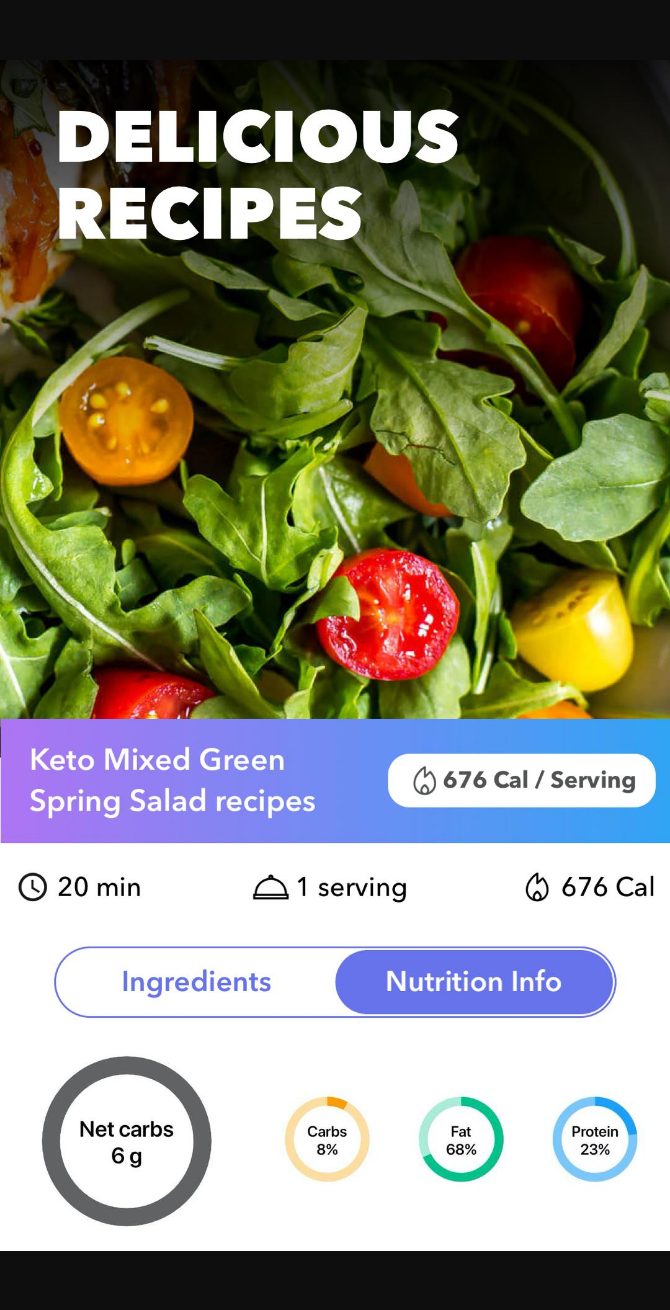 DELICIOUS
RECIPES
Keto Mixed Green
Spring Salad recipes
676 Cal / Serving
20 min
1 serving
676 Cal
Ingredients
Nutrition Info
Net carbs
6 g
Carbs
8%
Fat
68%
Protein
23%